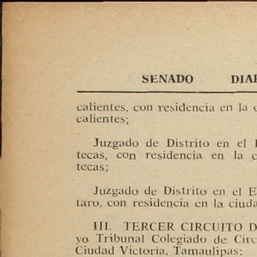 SENADO DIA
calientes, con residencia en la
calientes;
Juzgado de Distrito en el
tecas, con residencia en la
tecas;
Juzgado de Distrito en el E
taro, con residencia en la ciuda
III. TERCER CIRCUITO D
yo Tribunal Colegiado de Circ
Ciudad Victoria, Tamaulipas;